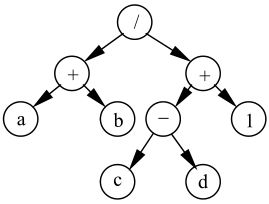 /
+ +
a b − 1
c d